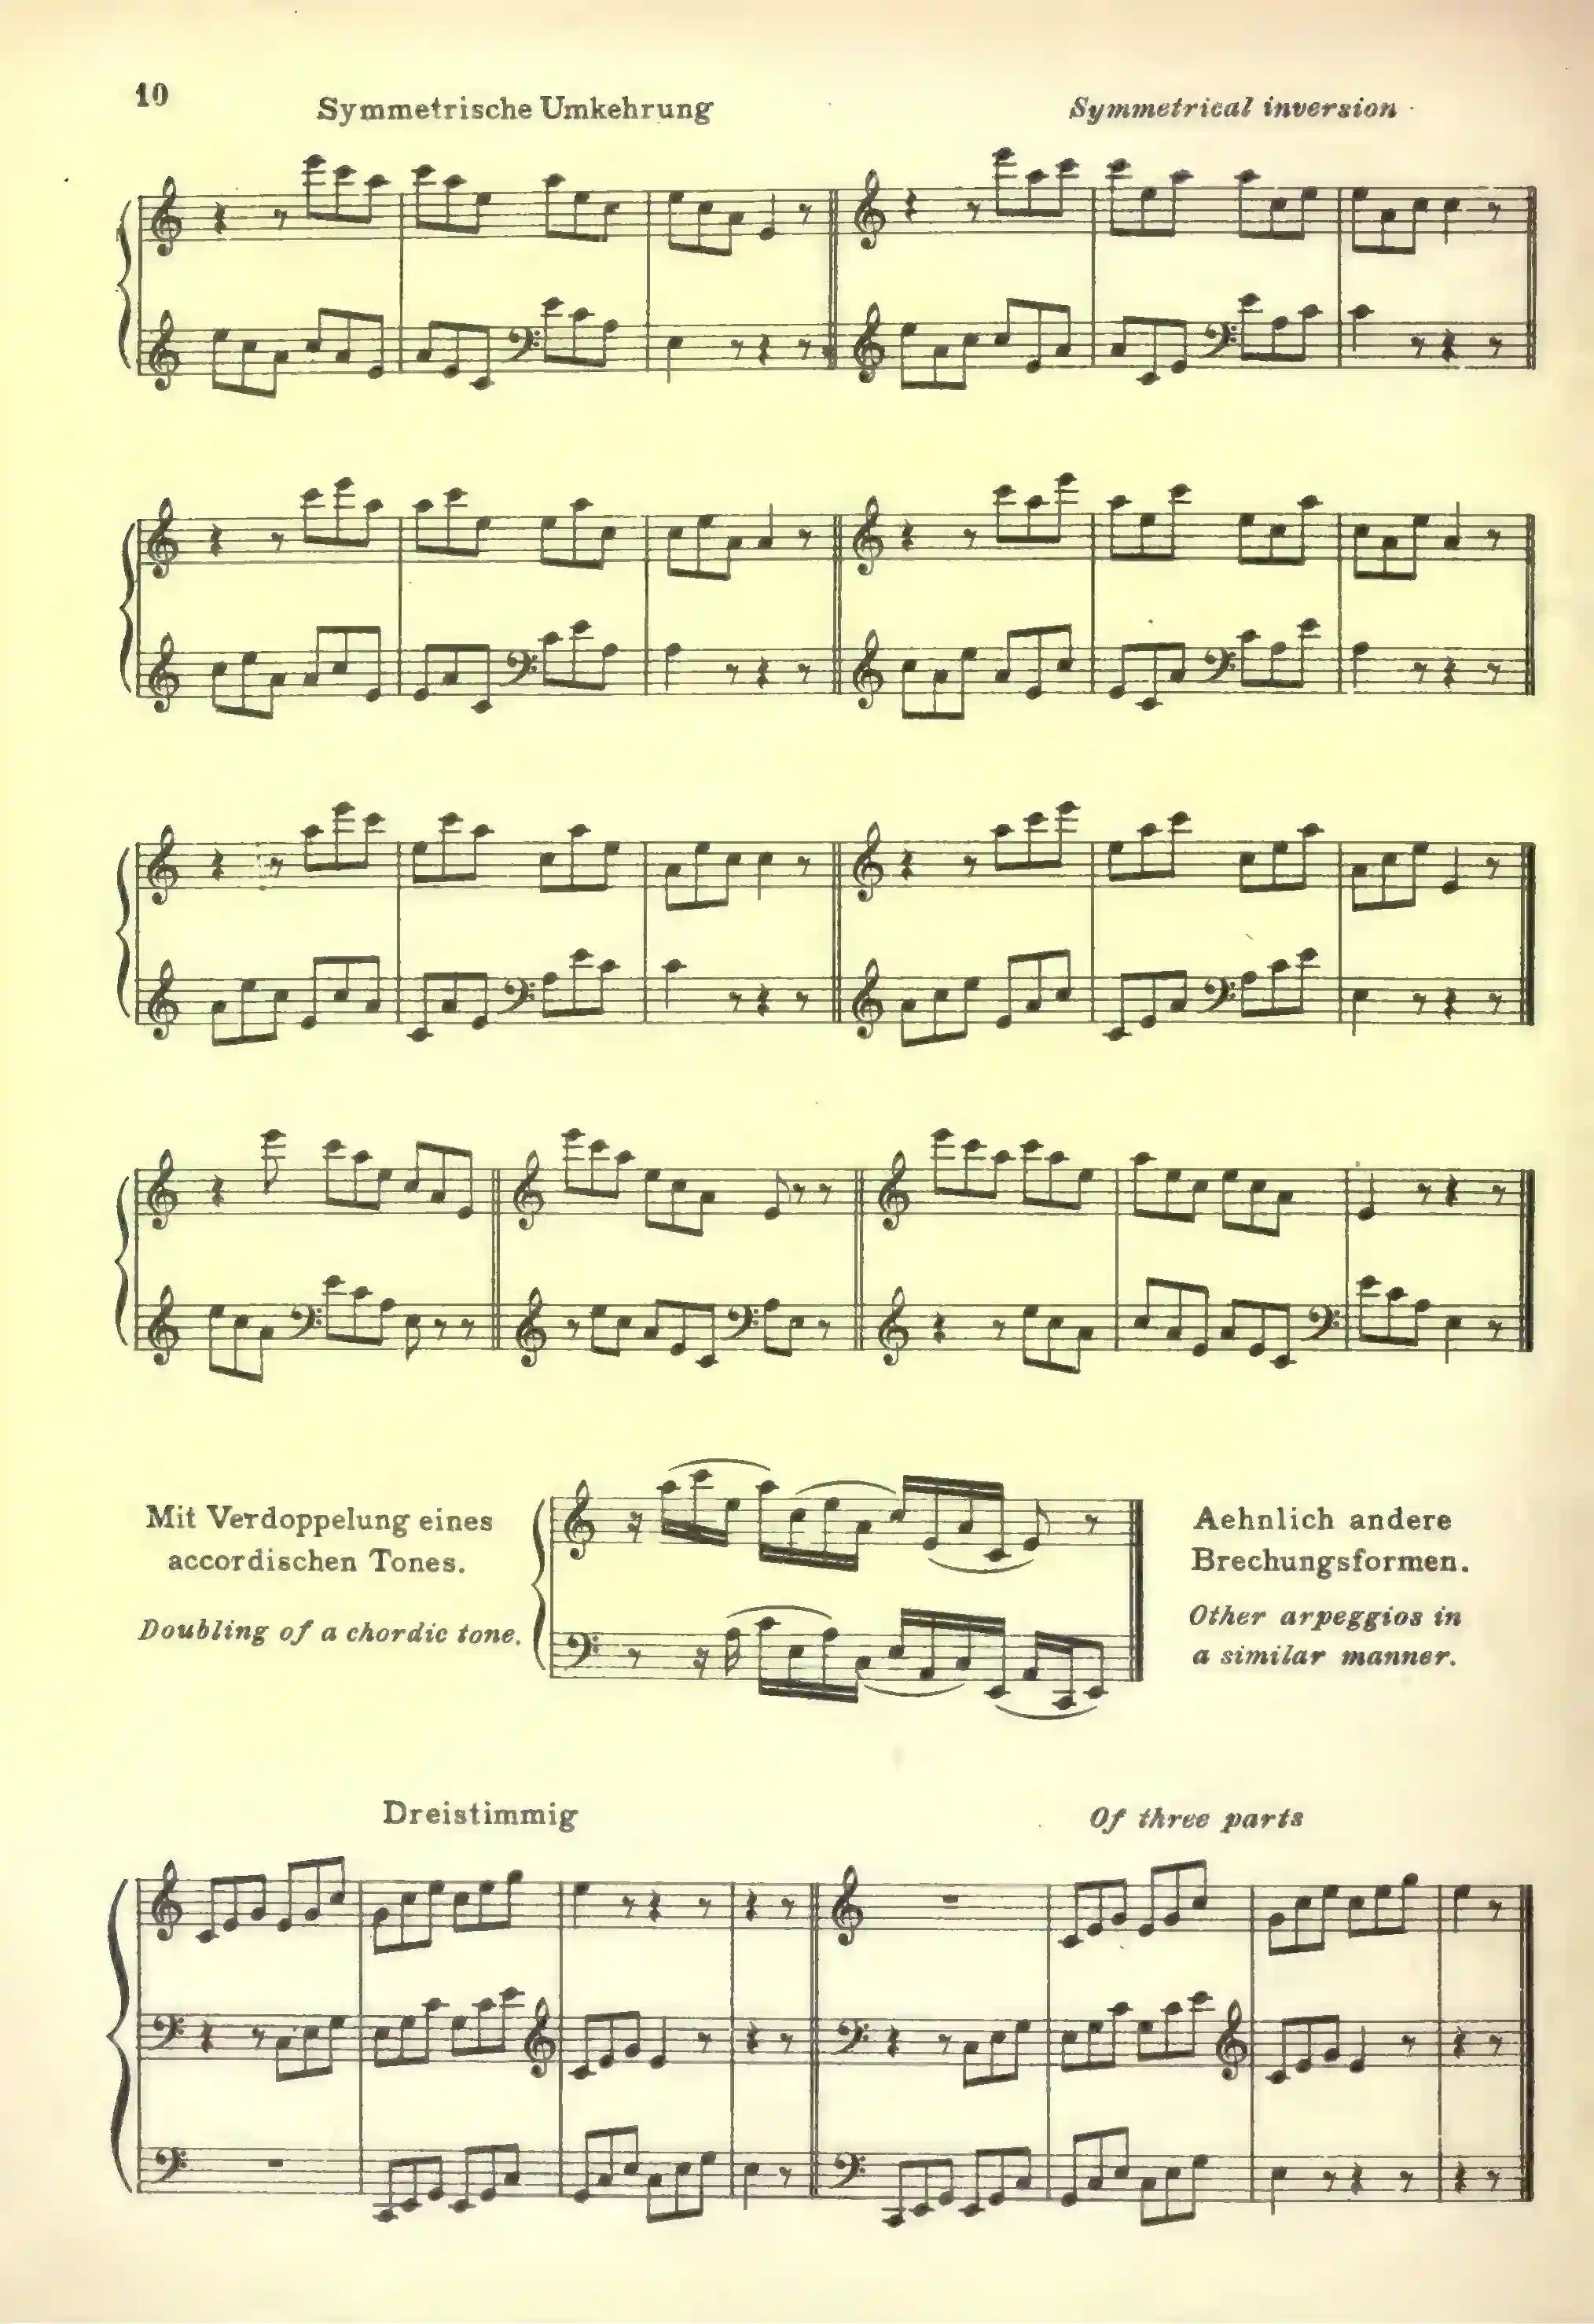 10
Symmetrische Umkehrung
Symmetrical inversion
Mit Verdoppelung eines
accordischen Tones.
Doubling of a chordic tone.
Aehnlich andere
Brechungsformen.
Other arpeggios in
a similar manner.
Dreistimmig
Of three parts